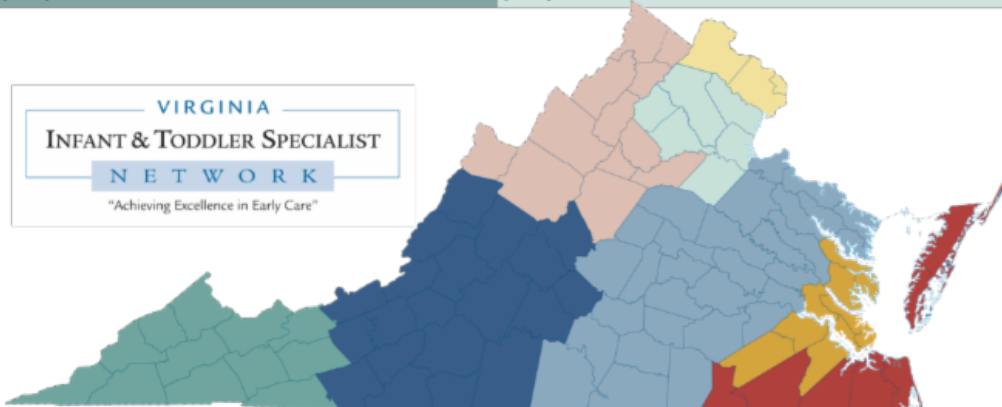 VIRGINIA
INFANT & TODDLER SPECIALIST
NETWORK
"Achieving Excellence in Early Care"